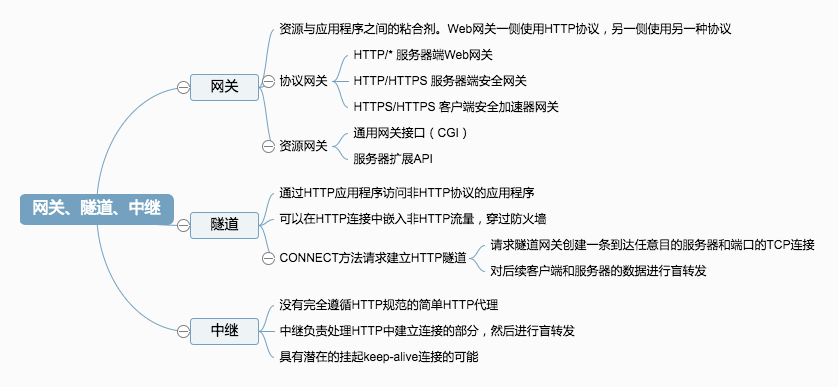 网关、隧道、中继
网关
资源与应用程序之间的粘合剂。Web网关一侧使用HTTP协议，另一侧使用另一种协议
协议网关
HTTP/* 服务器端Web网关
HTTP/HTTPS 服务器端安全网关
HTTPS/HTTPS 客户端安全加速器网关
资源网关
通用网关接口（CGI）
服务器扩展API
隧道
通过HTTP应用程序访问非HTTP协议的应用程序
可以在HTTP连接中嵌入非HTTP流量，穿过防火墙
CONNECT方法请求建立HTTP隧道
请求隧道网关创建一条到达任意目的服务器和端口的TCP连接
对后续客户端和服务器的数据进行盲转发
中继
没有完全遵循HTTP规范的简单HTTP代理
中继负责处理HTTP中建立连接的部分，然后进行盲转发
具有潜在的挂起keep-alive连接的可能